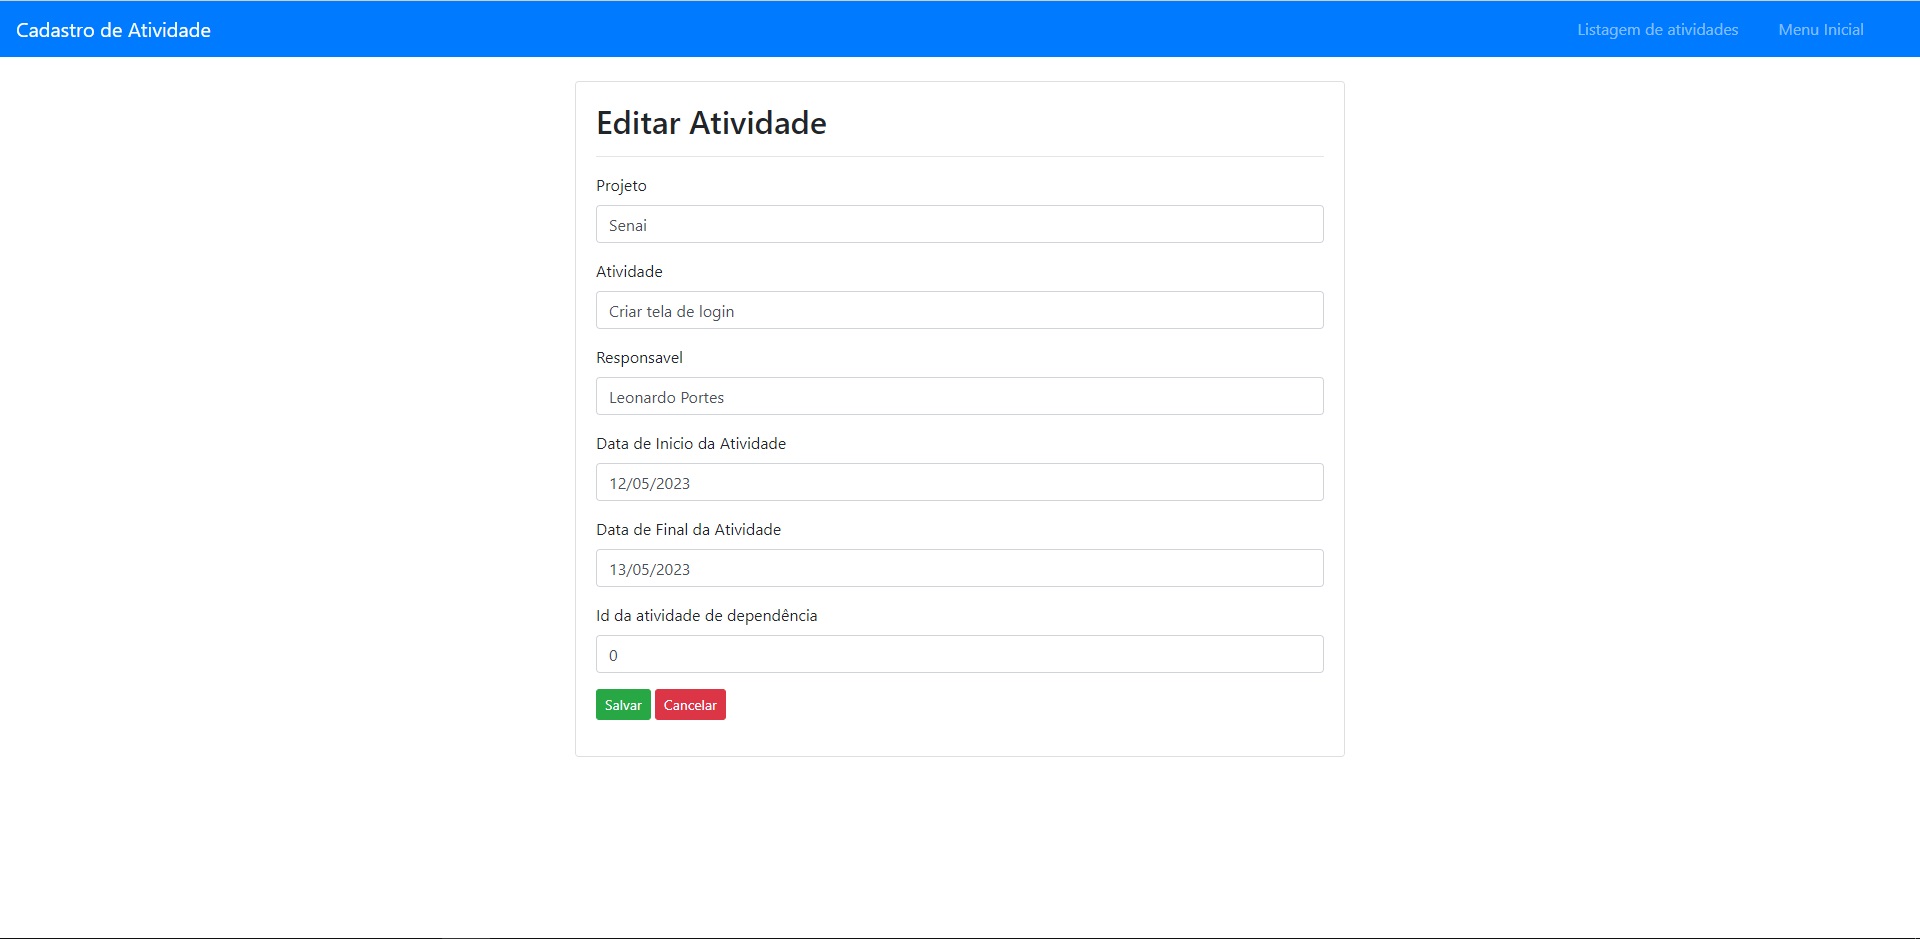 Cadastro de Atividade
Listagem de atividades
Menu Inicial
Editar Atividade
Projeto
Senai
Atividade
Criar tela de login
Responsavel
Leonardo Portes
Data de Inicio da Atividade
12/05/2023
Data de Final da Atividade
13/05/2023
Id da atividade de dependência
0
Salvar Cancelar